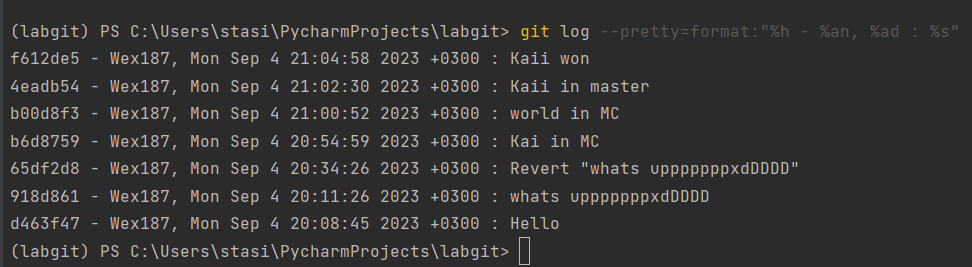 (labgit) PS C:\Users\stasi\PycharmProjects\labgit> git log --pretty=format:"%h - %an, %ad : %s"
f612de5 - Wex187, Mon Sep 4 21:04:58 2023 +0300 : Kaii won
4eadb54 - Wex187, Mon Sep 4 21:02:30 2023 +0300 : Kaii in master
b00d8f3 - Wex187, Mon Sep 4 21:00:52 2023 +0300 : world in MC
b6d8759 - Wex187, Mon Sep 4 20:54:59 2023 +0300 : Kai in MC
65df2d8 - Wex187, Mon Sep 4 20:34:26 2023 +0300 : Revert "whats upppppppxdDDDD"
918d861 - Wex187, Mon Sep 4 20:11:26 2023 +0300 : whats upppppppxdDDDD
d463f47 - Wex187, Mon Sep 4 20:08:45 2023 +0300 : Hello
(labgit) PS C:\Users\stasi\PycharmProjects\labgit>